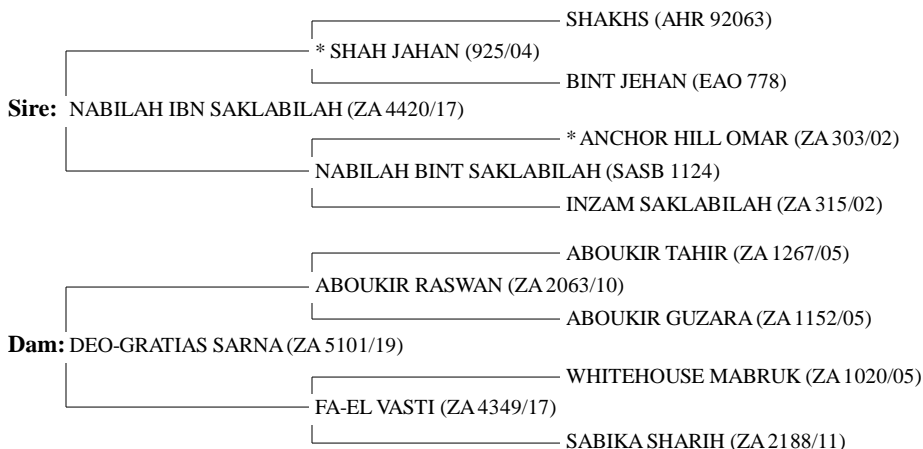 SHAKHS (AHR 92063)
* SHAH JAHAN (925/04)
BINT JEHAN (EAO 778)
Sire: NABILAH IBN SAKLABILAH (ZA 4420/17)
* ANCHOR HILL OMAR (ZA 303/02)
NABILAH BINT SAKLABILAH (SASB 1124)
INZAM SAKLABILAH (ZA 315/02)
ABOUKIR TAHIR (ZA 1267/05)
ABOUKIR RASWAN (ZA 2063/10)
ABOUKIR GUZARA (ZA 1152/05)
Dam: DEO-GRATIAS SARNA (ZA 5101/19)
WHITEHOUSE MABRUK (ZA 1020/05)
FA-EL VASTI (ZA 4349/17)
SABIKA SHARIH (ZA 2188/11)